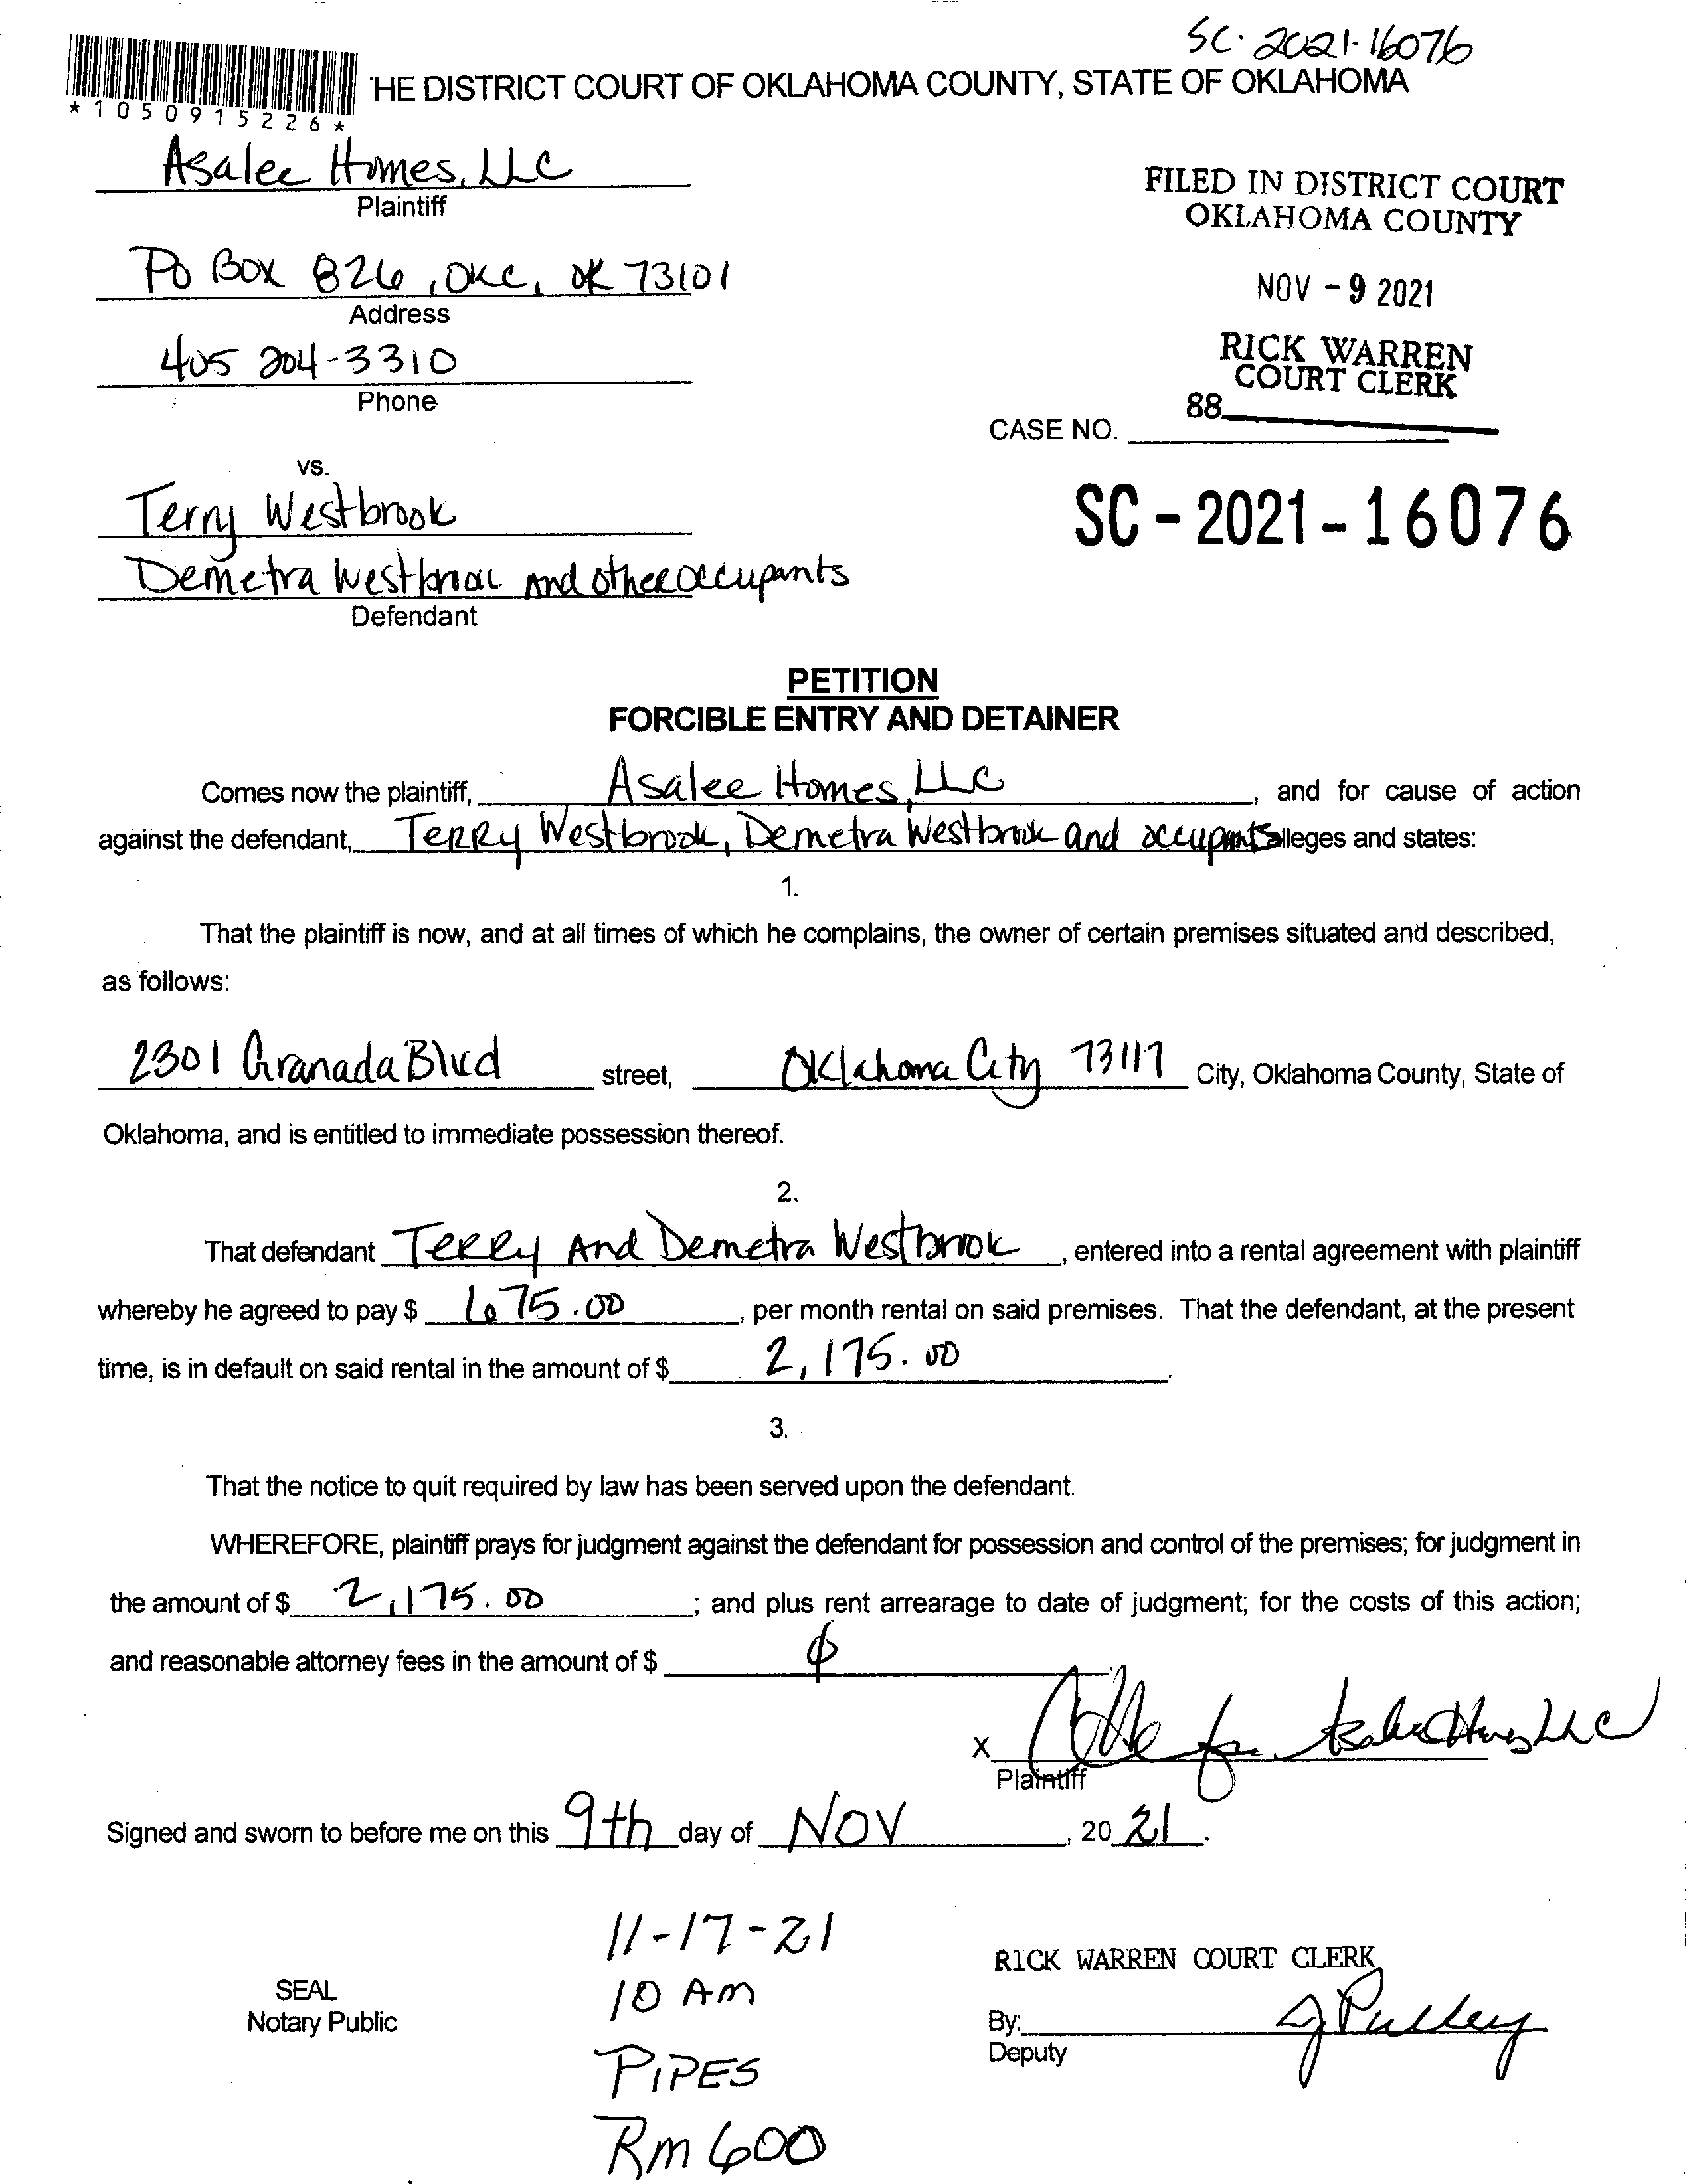 SC-2021-16076
'HE DISTRICT COURT OF OKLAHOMA COUNTY, STATE OF OKLAHOMA
*1050915226*
Asalee Homes, LLC
Plaintiff
FILED IN DISTRICT COURT
OKLAHOMA COUNTY
PO Box 826, OKC, OK 73101
Address
NOV - 9 2021
405 204-3310
Phone
RICK WARREN
COURT CLERK
88
CASE NO.
vs.
Terry Westbrook
SC - 2021 - 16076
Demetra Westbrook and other occupants
Defendant
PETITION
FORCIBLE ENTRY AND DETAINER
Comes now the plaintiff, Asalee Homes, LLC, and for cause of action
against the defendant, Terry Westbrook, Demetra Westbrook and occupants alleges and states:
1.
That the plaintiff is now, and at all times of which he complains, the owner of certain premises situated and described,
as follows:
2301 Granada Blvd street, Oklahoma City 73117 City, Oklahoma County, State of
Oklahoma, and is entitled to immediate possession thereof.
2.
That defendant Terry And Demetra Westbrook, entered into a rental agreement with plaintiff
whereby he agreed to pay $ 675.00, per month rental on said premises. That the defendant, at the present
time, is in default on said rental in the amount of $ 2,175.00.
3.
That the notice to quit required by law has been served upon the defendant.
WHEREFORE, plaintiff prays for judgment against the defendant for possession and control of the premises; for judgment in
the amount of $ 2,175.00; and plus rent arrearage to date of judgment; for the costs of this action;
and reasonable attorney fees in the amount of $ ϕ
X for Asalee Homes LLC
Plaintiff
Signed and sworn to before me on this 9th day of NOV, 20 21.
11-17-21
10 AM
PIPES
RM 600
SEAL
Notary Public
RICK WARREN COURT CLERK
By: J Pulley
Deputy